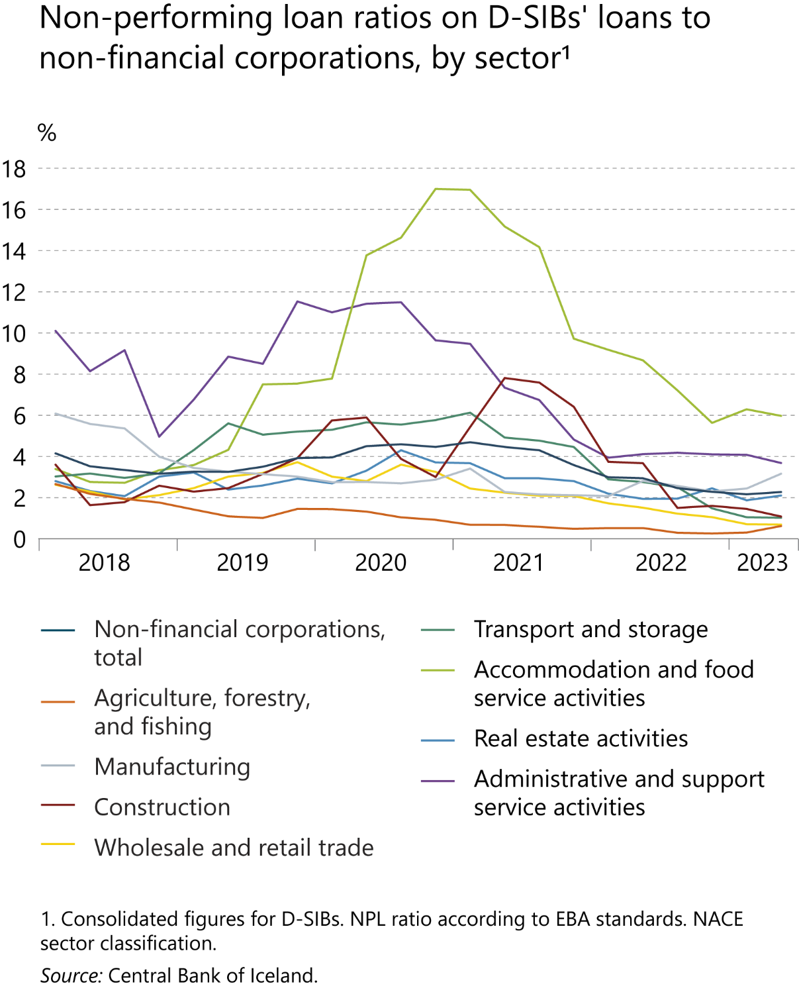 Non-performing loan ratios on D-SIBs' loans to
non-financial corporations, by sector¹
%
18
16
14
12
10
8
6
4
2
0
2018 2019 2020 2021 2022 2023
Non-financial corporations,
total
Agriculture, forestry,
and fishing
Manufacturing
Construction
Wholesale and retail trade
Transport and storage
Accommodation and food
service activities
Real estate activities
Administrative and support
service activities
1. Consolidated figures for D-SIBs. NPL ratio according to EBA standards. NACE
sector classification.
Source: Central Bank of Iceland.